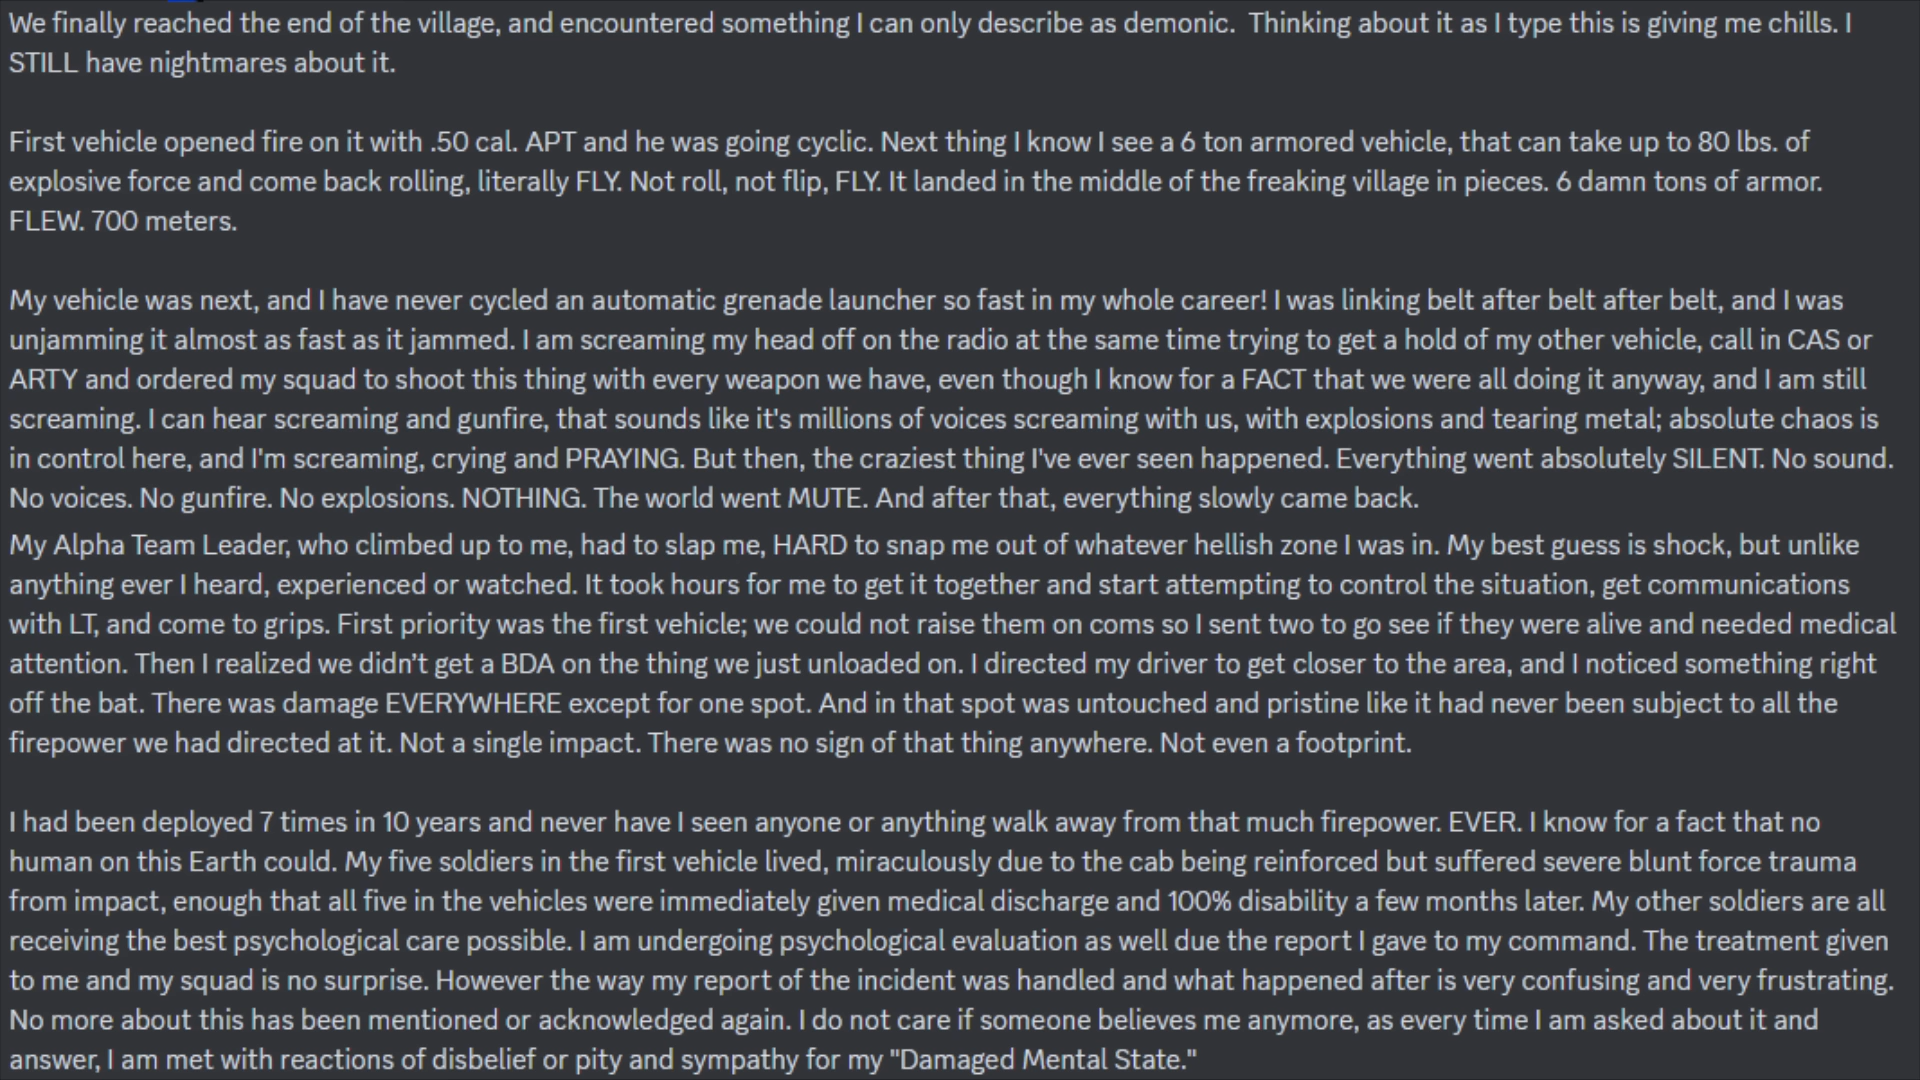 We finally reached the end of the village, and encountered something I can only describe as demonic.  Thinking about it as I type this is giving me chills. I
STILL have nightmares about it.
First vehicle opened fire on it with .50 cal. APT and he was going cyclic. Next thing I know I see a 6 ton armored vehicle, that can take up to 80 lbs. of
explosive force and come back rolling, literally FLY. Not roll, not flip, FLY. It landed in the middle of the freaking village in pieces. 6 damn tons of armor.
FLEW. 700 meters.
My vehicle was next, and I have never cycled an automatic grenade launcher so fast in my whole career! I was linking belt after belt after belt, and I was
unjamming it almost as fast as it jammed. I am screaming my head off on the radio at the same time trying to get a hold of my other vehicle, call in CAS or
ARTY and ordered my squad to shoot this thing with every weapon we have, even though I know for a FACT that we were all doing it anyway, and I am still
screaming. I can hear screaming and gunfire, that sounds like it's millions of voices screaming with us, with explosions and tearing metal; absolute chaos is
in control here, and I'm screaming, crying and PRAYING. But then, the craziest thing I've ever seen happened. Everything went absolutely SILENT. No sound.
No voices. No gunfire. No explosions. NOTHING. The world went MUTE. And after that, everything slowly came back.
My Alpha Team Leader, who climbed up to me, had to slap me, HARD to snap me out of whatever hellish zone I was in. My best guess is shock, but unlike
anything ever I heard, experienced or watched. It took hours for me to get it together and start attempting to control the situation, get communications
with LT, and come to grips. First priority was the first vehicle; we could not raise them on coms so I sent two to go see if they were alive and needed medical
attention. Then I realized we didn’t get a BDA on the thing we just unloaded on. I directed my driver to get closer to the area, and I noticed something right
off the bat. There was damage EVERYWHERE except for one spot. And in that spot was untouched and pristine like it had never been subject to all the
firepower we had directed at it. Not a single impact. There was no sign of that thing anywhere. Not even a footprint.
I had been deployed 7 times in 10 years and never have I seen anyone or anything walk away from that much firepower. EVER. I know for a fact that no
human on this Earth could. My five soldiers in the first vehicle lived, miraculously due to the cab being reinforced but suffered severe blunt force trauma
from impact, enough that all five in the vehicles were immediately given medical discharge and 100% disability a few months later. My other soldiers are all
receiving the best psychological care possible. I am undergoing psychological evaluation as well due the report I gave to my command. The treatment given
to me and my squad is no surprise. However the way my report of the incident was handled and what happened after is very confusing and very frustrating.
No more about this has been mentioned or acknowledged again. I do not care if someone believes me anymore, as every time I am asked about it and
answer, I am met with reactions of disbelief or pity and sympathy for my "Damaged Mental State."